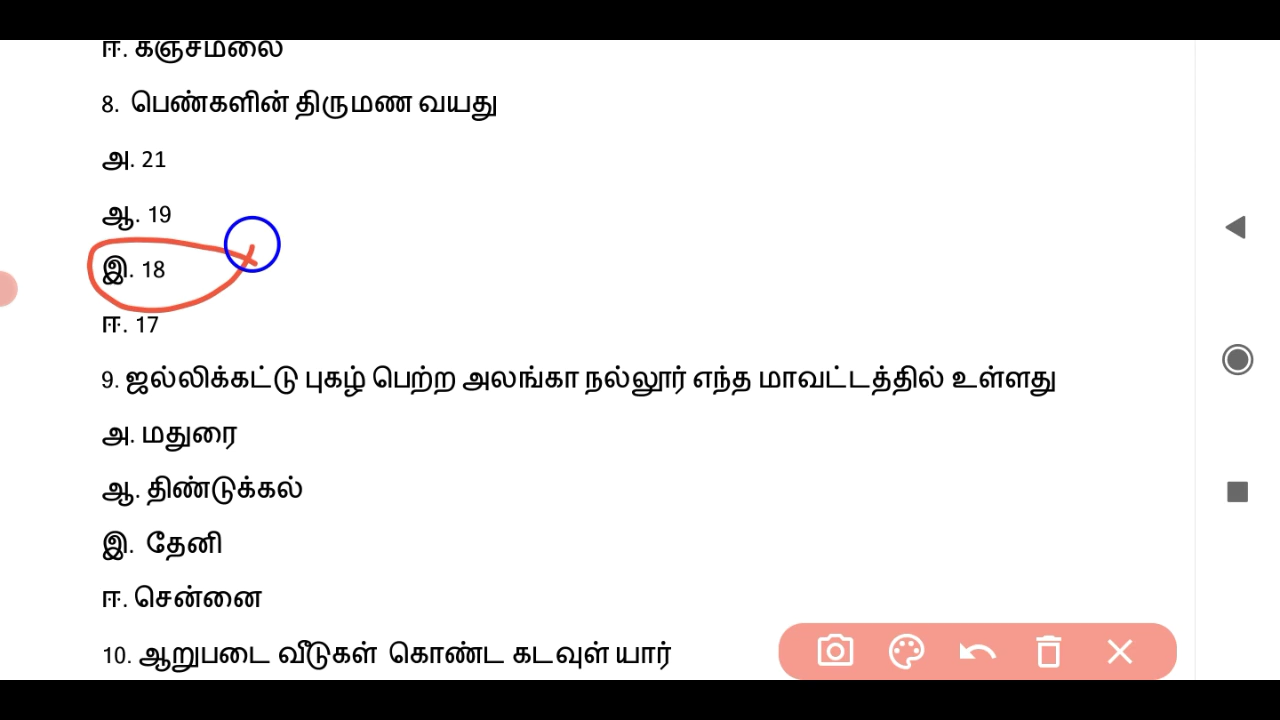 ஈ. கஞ்சமலை
8. பெண்களின் திருமண வயது
அ. 21
ஆ. 19
இ. 18
ஈ. 17
9. ஜல்லிக்கட்டு புகழ் பெற்ற அலங்கா நல்லூர் எந்த மாவட்டத்தில் உள்ளது
அ. மதுரை
ஆ. திண்டுக்கல்
இ. தேனி
ஈ. சென்னை
10. ஆறுபடை வீடுகள் கொண்ட கடவுள் யார்